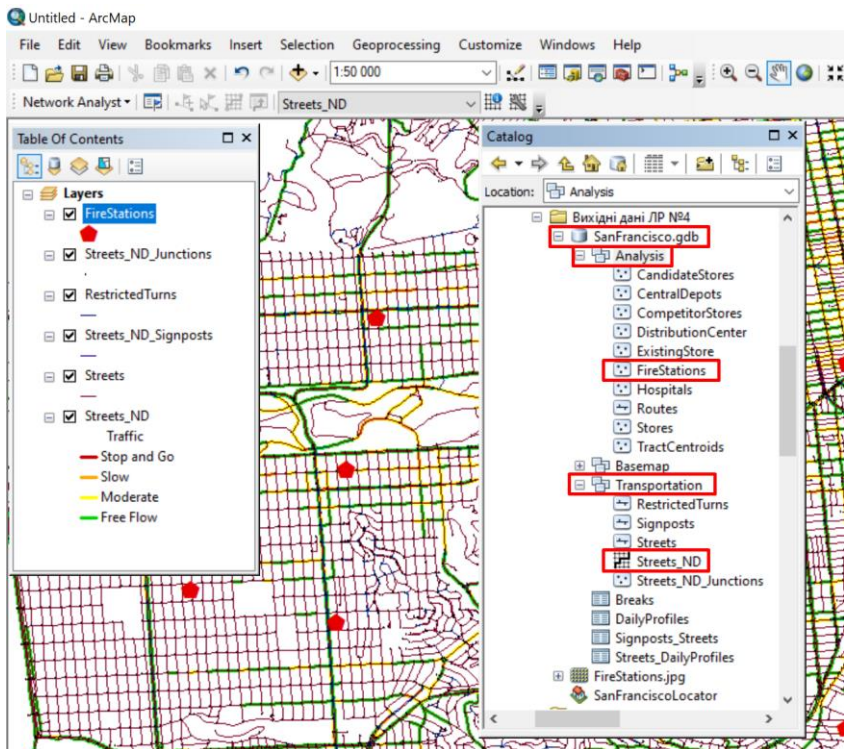 Untitled - ArcMap
File Edit View Bookmarks Insert Selection Geoprocessing Customize Windows Help
1:50 000
Network Analyst Streets_ND
Table Of Contents
Layers
FireStations
Streets_ND_Junctions
RestrictedTurns
Streets_ND_Signposts
Streets
Streets_ND
Traffic
Stop and Go
Slow
Moderate
Free Flow
Catalog
Location: Analysis
Вихідні дані ЛР №4
SanFrancisco.gdb
Analysis
CandidateStores
CentralDepots
CompetitorStores
DistributionCenter
ExistingStore
FireStations
Hospitals
Routes
Stores
TractCentroids
Basemap
Transportation
RestrictedTurns
Signposts
Streets
Streets_ND
Streets_ND_Junctions
Breaks
DailyProfiles
Signposts_Streets
Streets_DailyProfiles
FireStations.jpg
SanFranciscoLocator